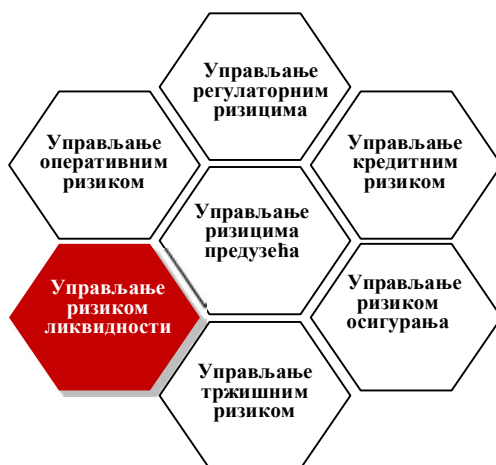 Управљање
регулаторним
ризицима
Управљање
оперативним
ризиком
Управљање
кредитним
ризиком
Управљање
ризицима
предузећа
Управљање
ризиком
ликвидности
Управљање
ризиком
осигурања
Управљање
тржишним
ризиком